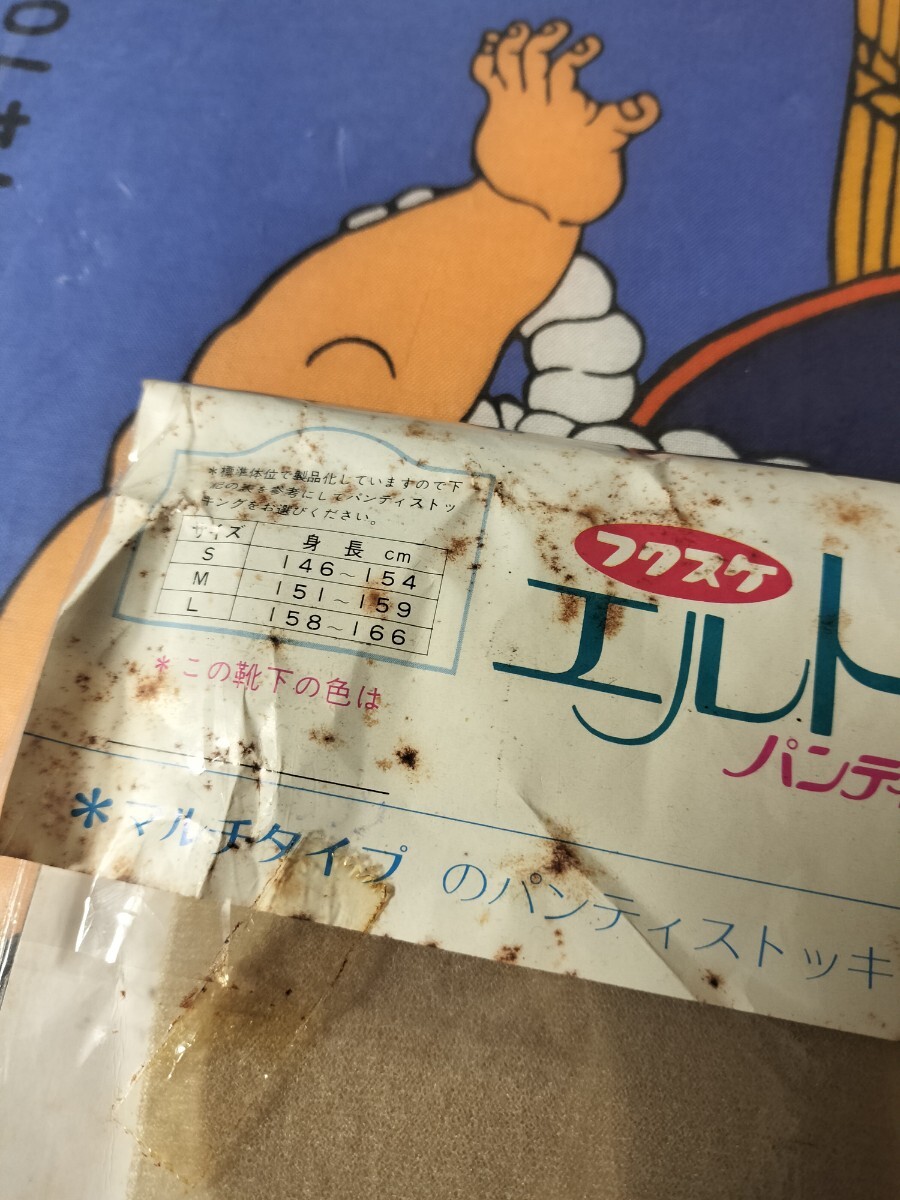 *標準体位で製品化していますので下
記の表を参考にしてパンティストッ
キングをお選びください。
サイズ 身長 cm
S 146～154
M 151～159
L 158～166
*この靴下の色は
フクスケ
エルト
パンテ
*マルチタイプのパンティストッキ